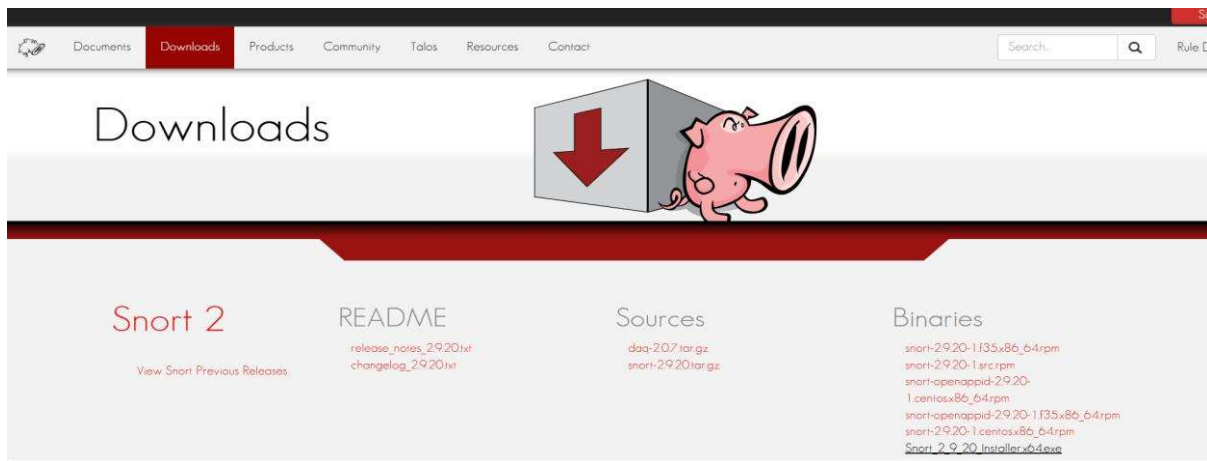 Documents Downloads Products Community Talos Resources Contact Search... Rule
Downloads
Snort 2
View Snort Previous Releases
README
release_notes_2.9.20.txt
changelog_2.9.20.txt
Sources
daq-2.0.7.tar.gz
snort-2.9.20.tar.gz
Binaries
snort-2.9.20-1.f35.x86_64.rpm
snort-2.9.20-1.src.rpm
snort-openappid-2.9.20-
1.centos.x86_64.rpm
snort-openappid-2.9.20-1.f35.x86_64.rpm
snort-2.9.20-1.centos.x86_64.rpm
Snort_2_9_20_Installer.x64.exe